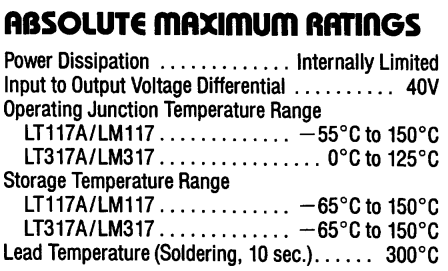 ABSOLUTE MAXIMUM RATINGS
Power Dissipation ............. Internally Limited
Input to Output Voltage Differential .......... 40V
Operating Junction Temperature Range
LT117A/LM117 ............. −55°C to 150°C
LT317A/LM317 ................ 0°C to 125°C
Storage Temperature Range
LT117A/LM117 ............. −65°C to 150°C
LT317A/LM317 ............. −65°C to 150°C
Lead Temperature (Soldering, 10 sec.)...... 300°C